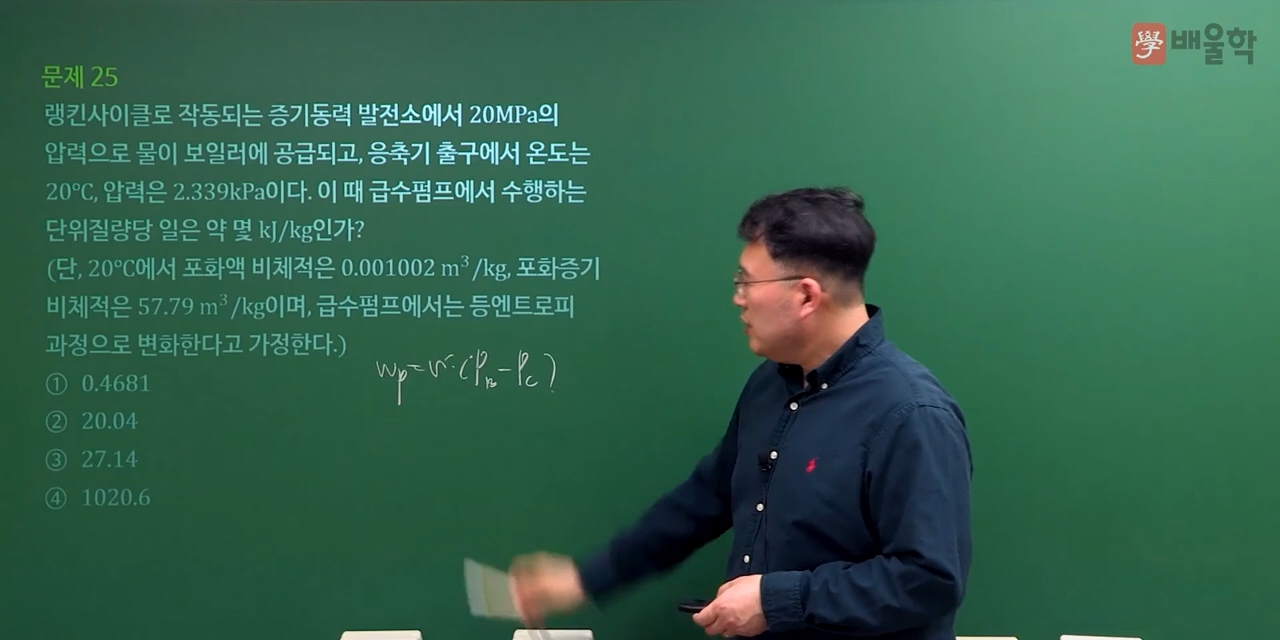 學 배울학
문제 25
랭킨사이클로 작동되는 증기동력 발전소에서 20MPa의
압력으로 물이 보일러에 공급되고, 응축기 출구에서 온도는
20℃, 압력은 2.339kPa이다. 이 때 급수펌프에서 수행하는
단위질량당 일은 약 몇 kJ/kg인가?
(단, 20℃에서 포화액 비체적은 0.001002 m³/kg, 포화증기
비체적은 57.79 m³/kg이며, 급수펌프에서는 등엔트로피
과정으로 변화한다고 가정한다.)
w_p = v·(P_B - P_C)
① 0.4681
② 20.04
③ 27.14
④ 1020.6